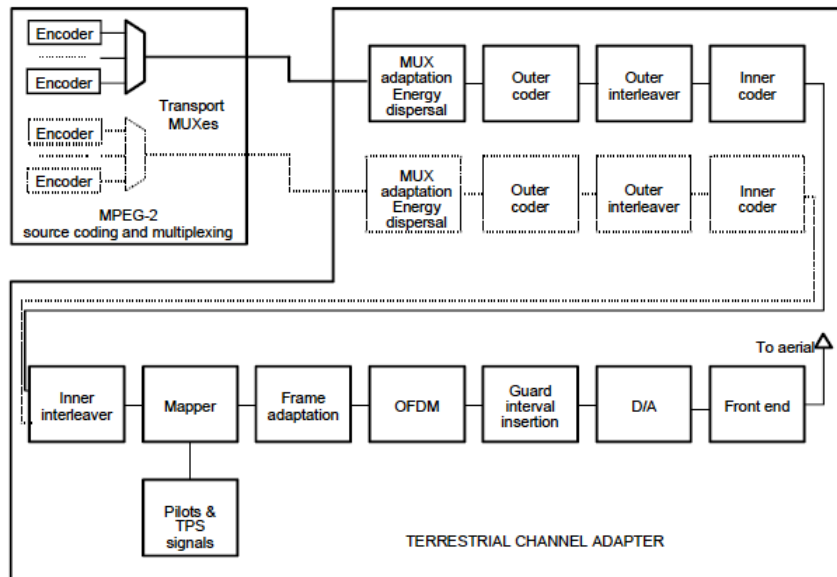 Encoder
Encoder
Transport
MUXes
Encoder
Encoder
MPEG-2
source coding and multiplexing
MUX
adaptation
Energy
dispersal
Outer
coder
Outer
interleaver
Inner
coder
MUX
adaptation
Energy
dispersal
Outer
coder
Outer
interleaver
Inner
coder
To aerial
Inner
interleaver
Mapper
Frame
adaptation
OFDM
Guard
interval
insertion
D/A
Front end
Pilots &
TPS
signals
TERRESTRIAL CHANNEL ADAPTER